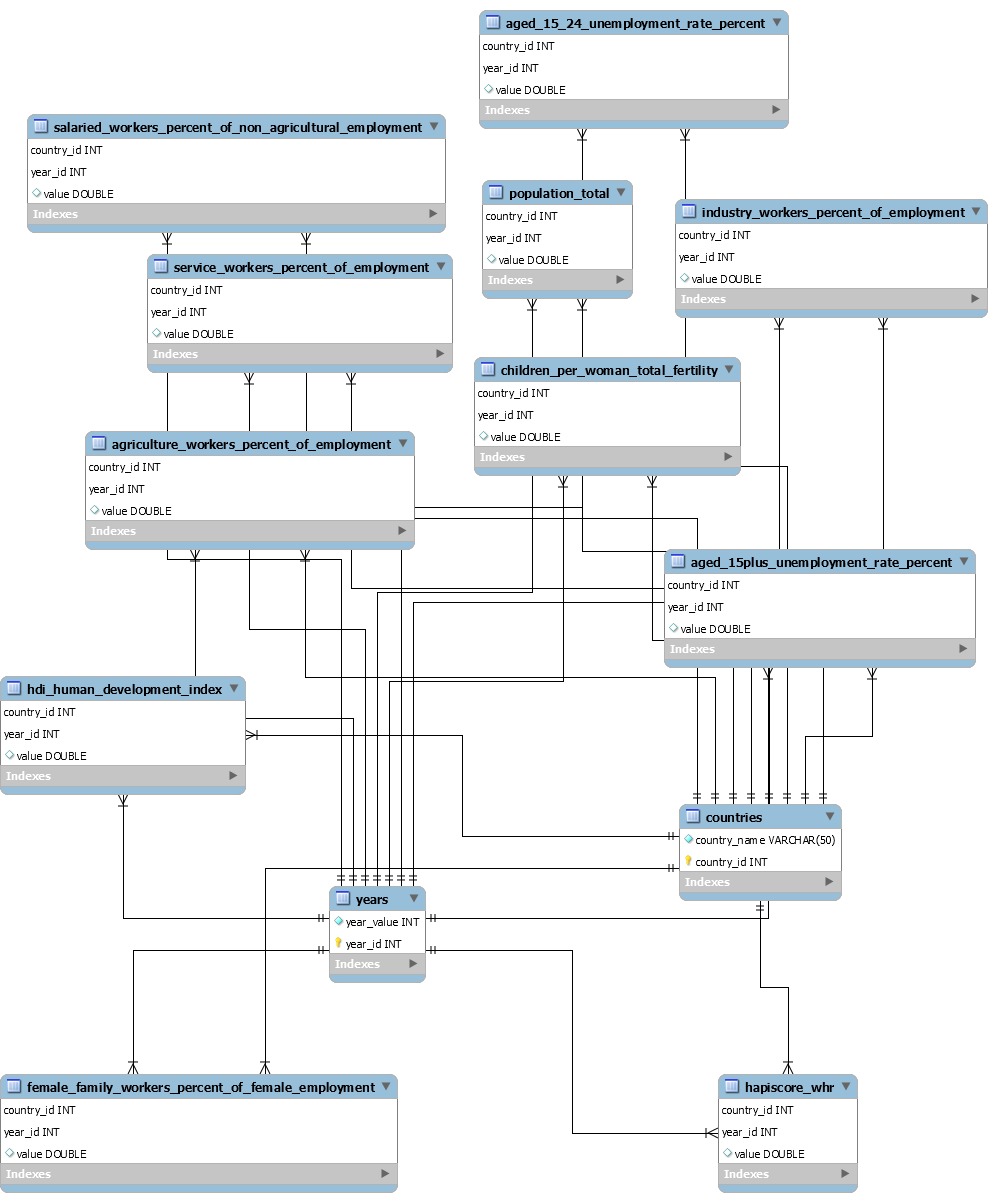 aged_15_24_unemployment_rate_percent
country_id INT
year_id INT
value DOUBLE
Indexes
salaried_workers_percent_of_non_agricultural_employment
country_id INT
year_id INT
value DOUBLE
Indexes
population_total
country_id INT
year_id INT
value DOUBLE
Indexes
industry_workers_percent_of_employment
country_id INT
year_id INT
value DOUBLE
Indexes
service_workers_percent_of_employment
country_id INT
year_id INT
value DOUBLE
Indexes
children_per_woman_total_fertility
country_id INT
year_id INT
value DOUBLE
Indexes
agriculture_workers_percent_of_employment
country_id INT
year_id INT
value DOUBLE
Indexes
aged_15plus_unemployment_rate_percent
country_id INT
year_id INT
value DOUBLE
Indexes
hdi_human_development_index
country_id INT
year_id INT
value DOUBLE
Indexes
countries
country_name VARCHAR(50)
country_id INT
Indexes
years
year_value INT
year_id INT
Indexes
female_family_workers_percent_of_female_employment
country_id INT
year_id INT
value DOUBLE
Indexes
hapiscore_whr
country_id INT
year_id INT
value DOUBLE
Indexes